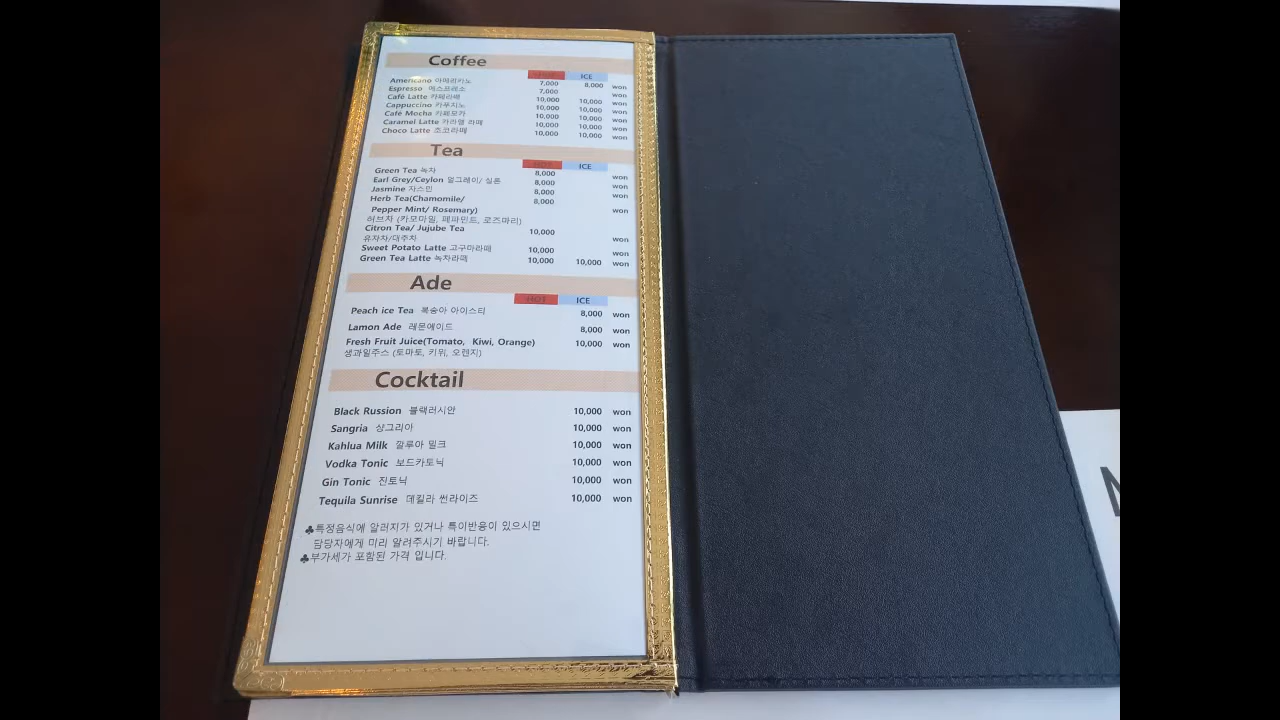 Coffee
HOT ICE
Americano 아메리카노 7,000 8,000 won
Espresso 에스프레소 7,000 won
Café Latte 카페라떼 10,000 10,000 won
Cappuccino 카푸치노 10,000 10,000 won
Café Mocha 카페모카 10,000 10,000 won
Caramel Latte 카라멜 라떼 10,000 10,000 won
Choco Latte 초코라떼 10,000 10,000 won
Tea
HOT ICE
Green Tea 녹차 8,000 won
Earl Grey/Ceylon 얼그레이/ 실론 8,000 won
Jasmine 자스민 8,000 won
Herb Tea(Chamomile/ 8,000
Pepper Mint/ Rosemary) won
허브차 (카모마일, 페파민트, 로즈마리)
Citron Tea/ Jujube Tea 10,000
유자차/대추차 won
Sweet Potato Latte 고구마라떼 10,000 won
Green Tea Latte 녹차라떼 10,000 10,000 won
Ade
HOT ICE
Peach ice Tea 복숭아 아이스티 8,000 won
Lamon Ade 레몬에이드 8,000 won
Fresh Fruit Juice(Tomato, Kiwi, Orange) 10,000 won
생과일주스 (토마토, 키위, 오렌지)
Cocktail
Black Russion 블랙러시안 10,000 won
Sangria 샹그리아 10,000 won
Kahlua Milk 깔루아 밀크 10,000 won
Vodka Tonic 보드카토닉 10,000 won
Gin Tonic 진토닉 10,000 won
Tequila Sunrise 데킬라 썬라이즈 10,000 won
♣특정음식에 알러지가 있거나 특이반응이 있으시면
담당자에게 미리 알려주시기 바랍니다.
♣부가세가 포함된 가격 입니다.